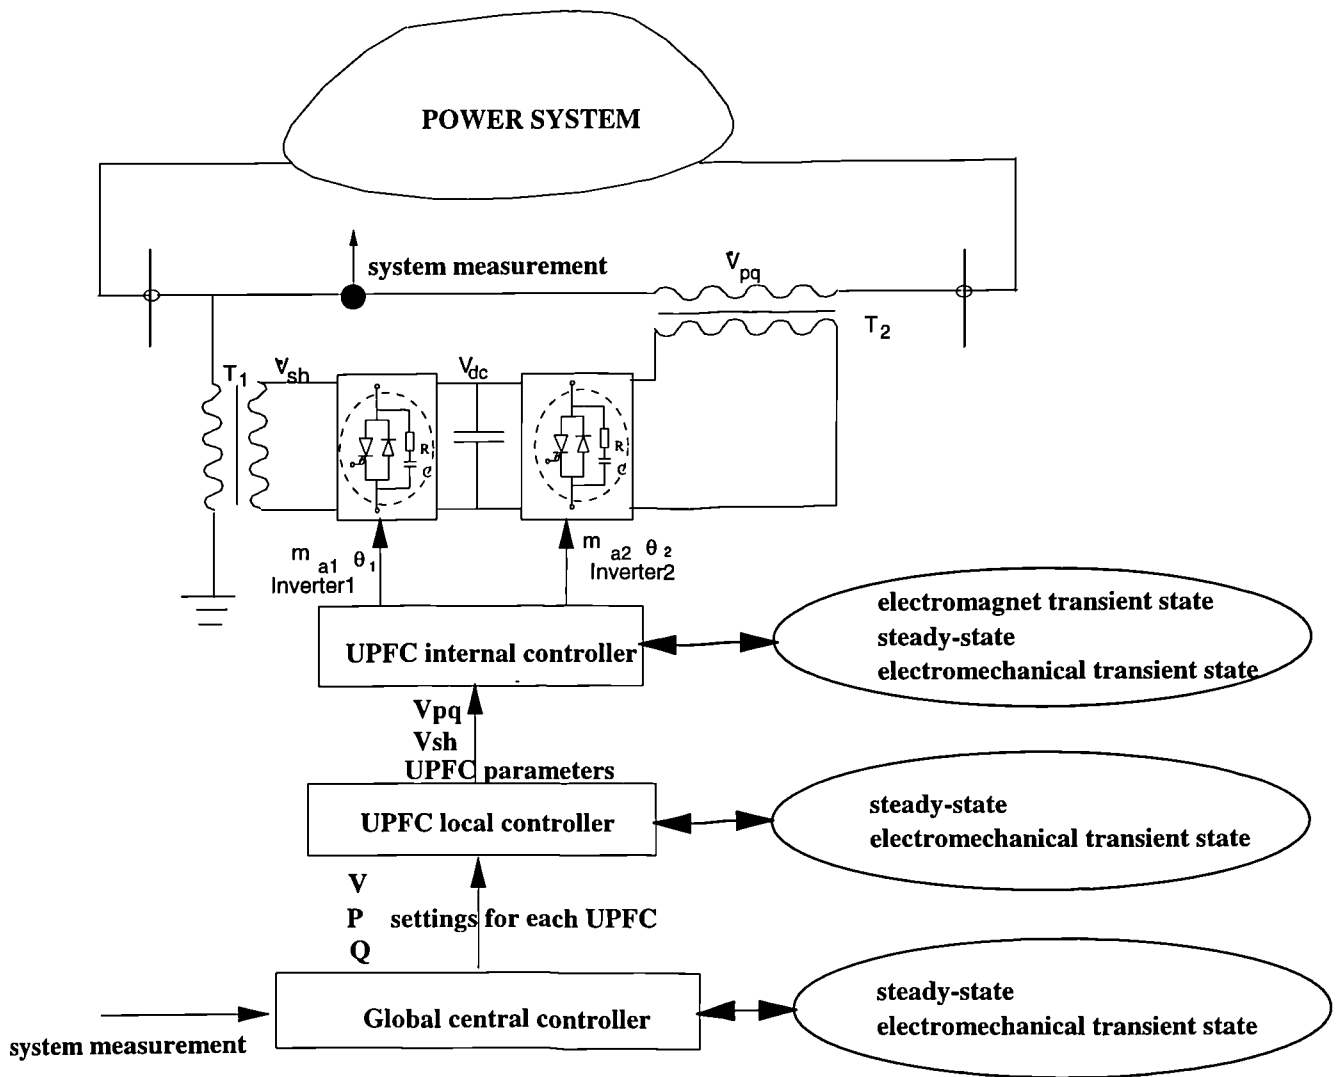 POWER SYSTEM
system measurement
V̇pq
T2
T1
V̇sh
Vdc
R
C
R
C
m a1 θ1
Inverter1
m a2 θ2
Inverter2
UPFC internal controller
electromagnet transient state
steady-state
electromechanical transient state
Vpq
Vsh
UPFC parameters
UPFC local controller
steady-state
electromechanical transient state
V
P settings for each UPFC
Q
Global central controller
steady-state
electromechanical transient state
system measurement